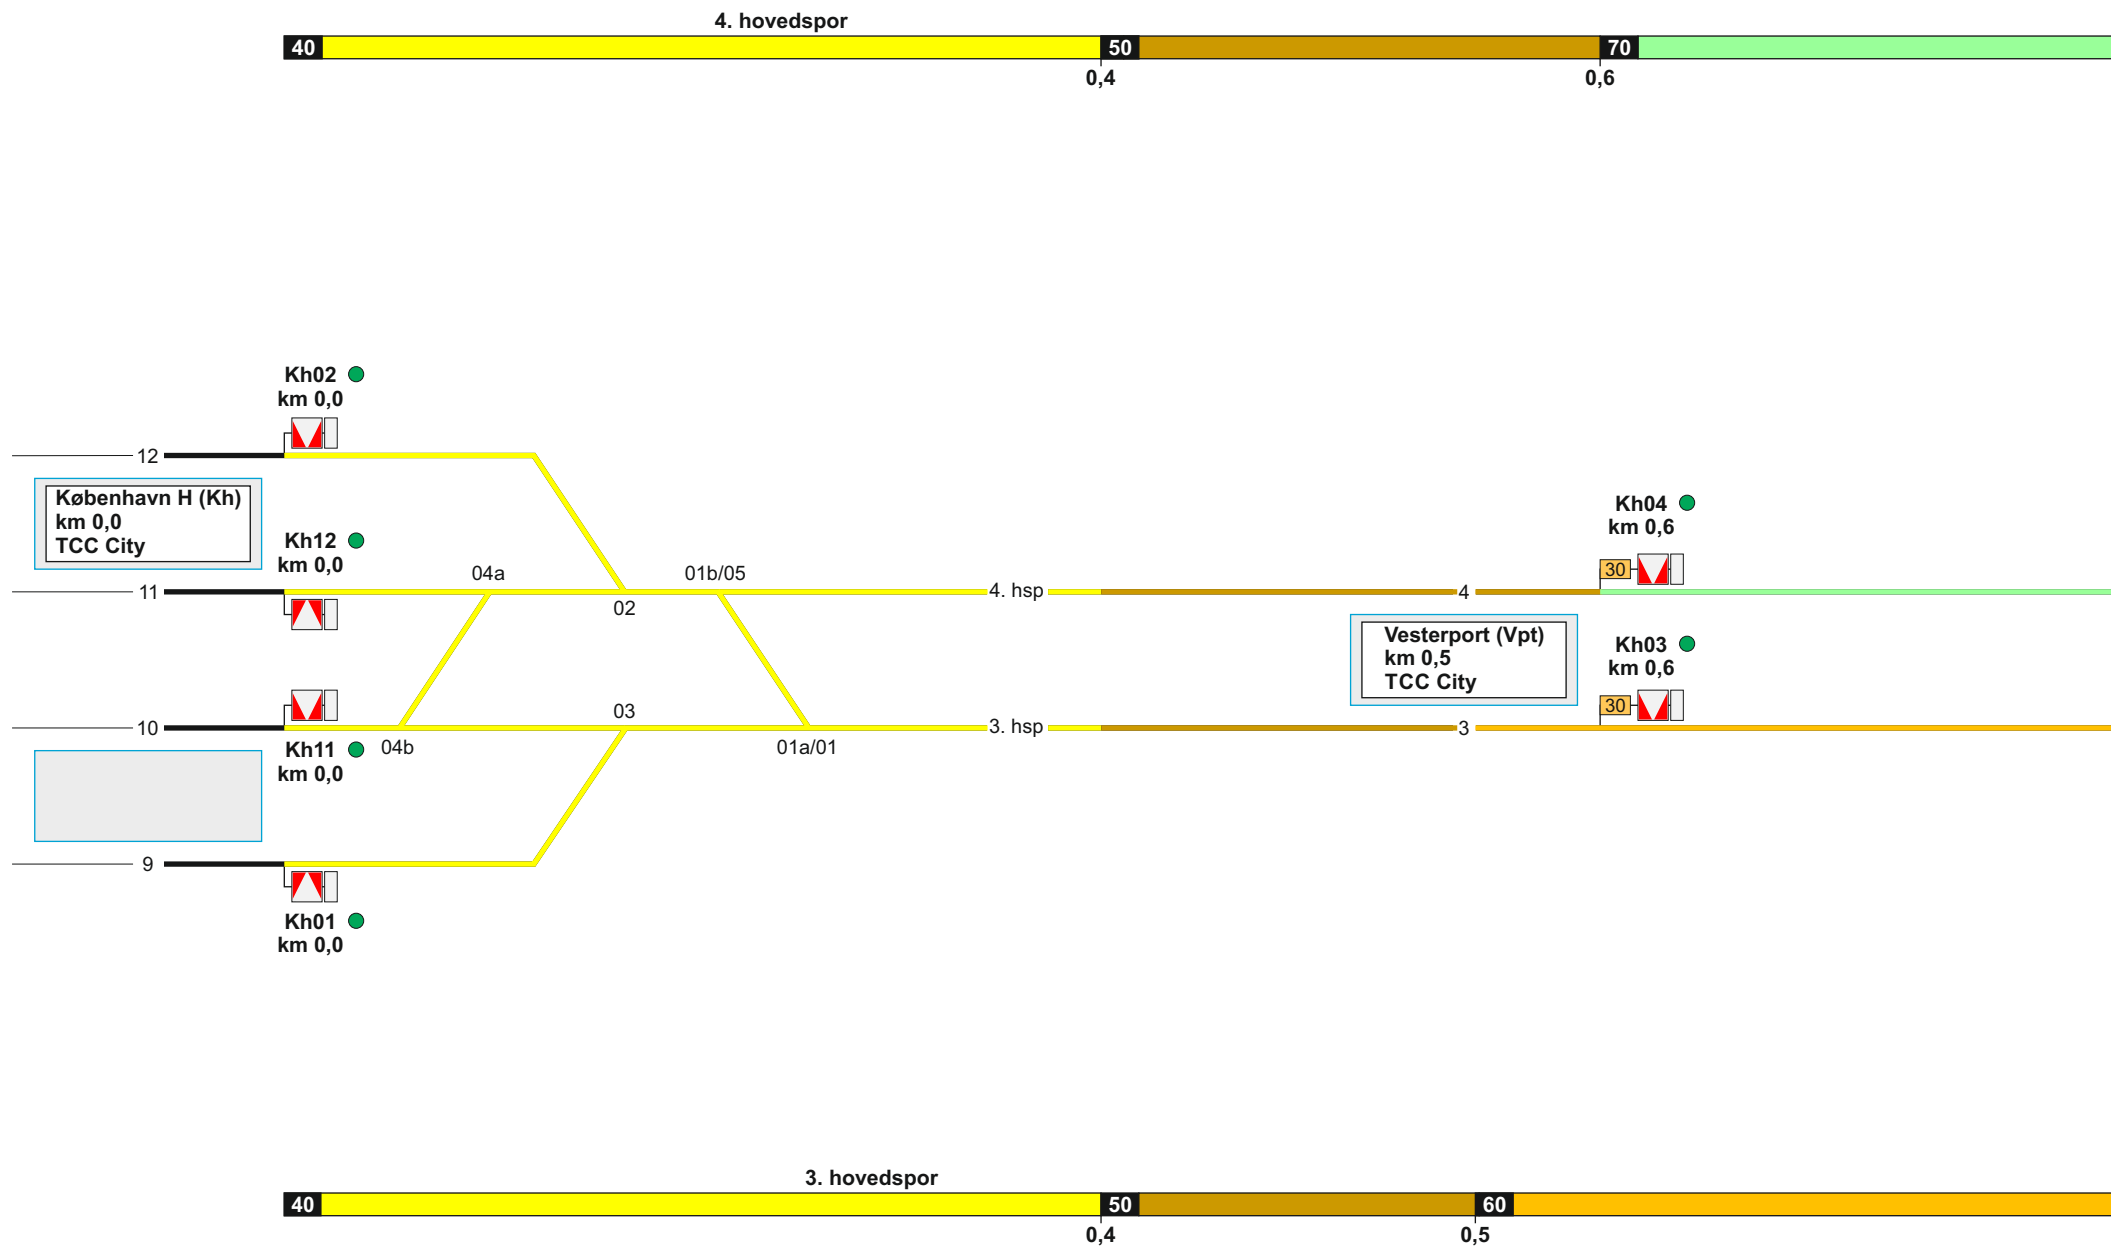 4. hovedspor
40
50
70
0,4
0,6
Kh02
km 0,0
12
København H (Kh)
km 0,0
TCC City
Kh12
km 0,0
11
04a
02
01b/05
4. hsp
4
Kh04
km 0,6
30
Vesterport (Vpt)
km 0,5
TCC City
Kh03
km 0,6
30
10
04b
03
01a/01
3. hsp
3
Kh11
km 0,0
9
Kh01
km 0,0
3. hovedspor
40
50
60
0,4
0,5